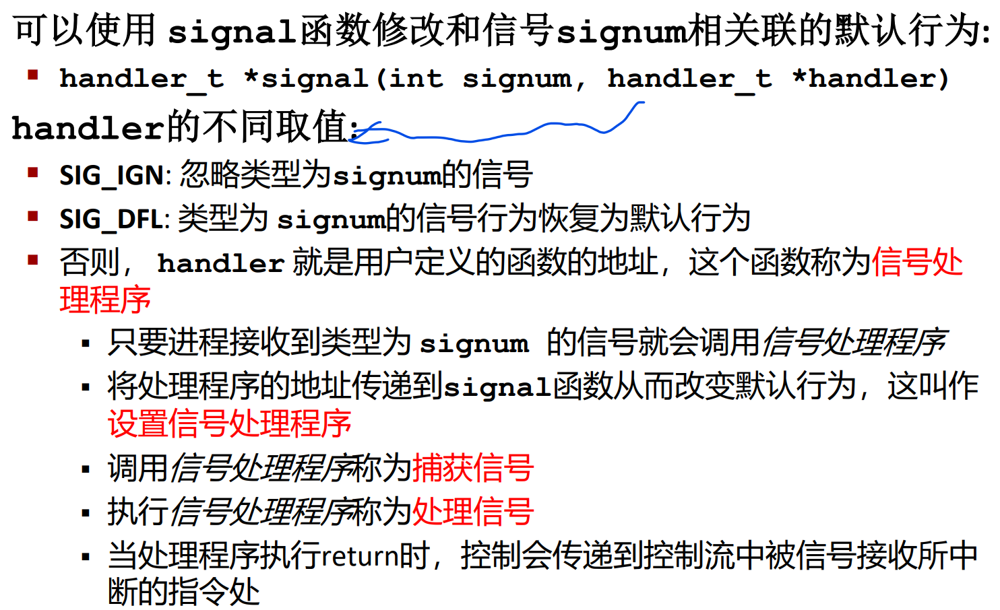 可以使用 signal函数修改和信号signum相关联的默认行为:
▪ handler_t *signal(int signum, handler_t *handler)
handler的不同取值:
▪ SIG_IGN: 忽略类型为signum的信号
▪ SIG_DFL: 类型为 signum的信号行为恢复为默认行为
▪ 否则， handler 就是用户定义的函数的地址，这个函数称为信号处
理程序
▪ 只要进程接收到类型为 signum 的信号就会调用信号处理程序
▪ 将处理程序的地址传递到signal函数从而改变默认行为，这叫作
设置信号处理程序
▪ 调用信号处理程序称为捕获信号
▪ 执行信号处理程序称为处理信号
▪ 当处理程序执行return时，控制会传递到控制流中被信号接收所中
断的指令处